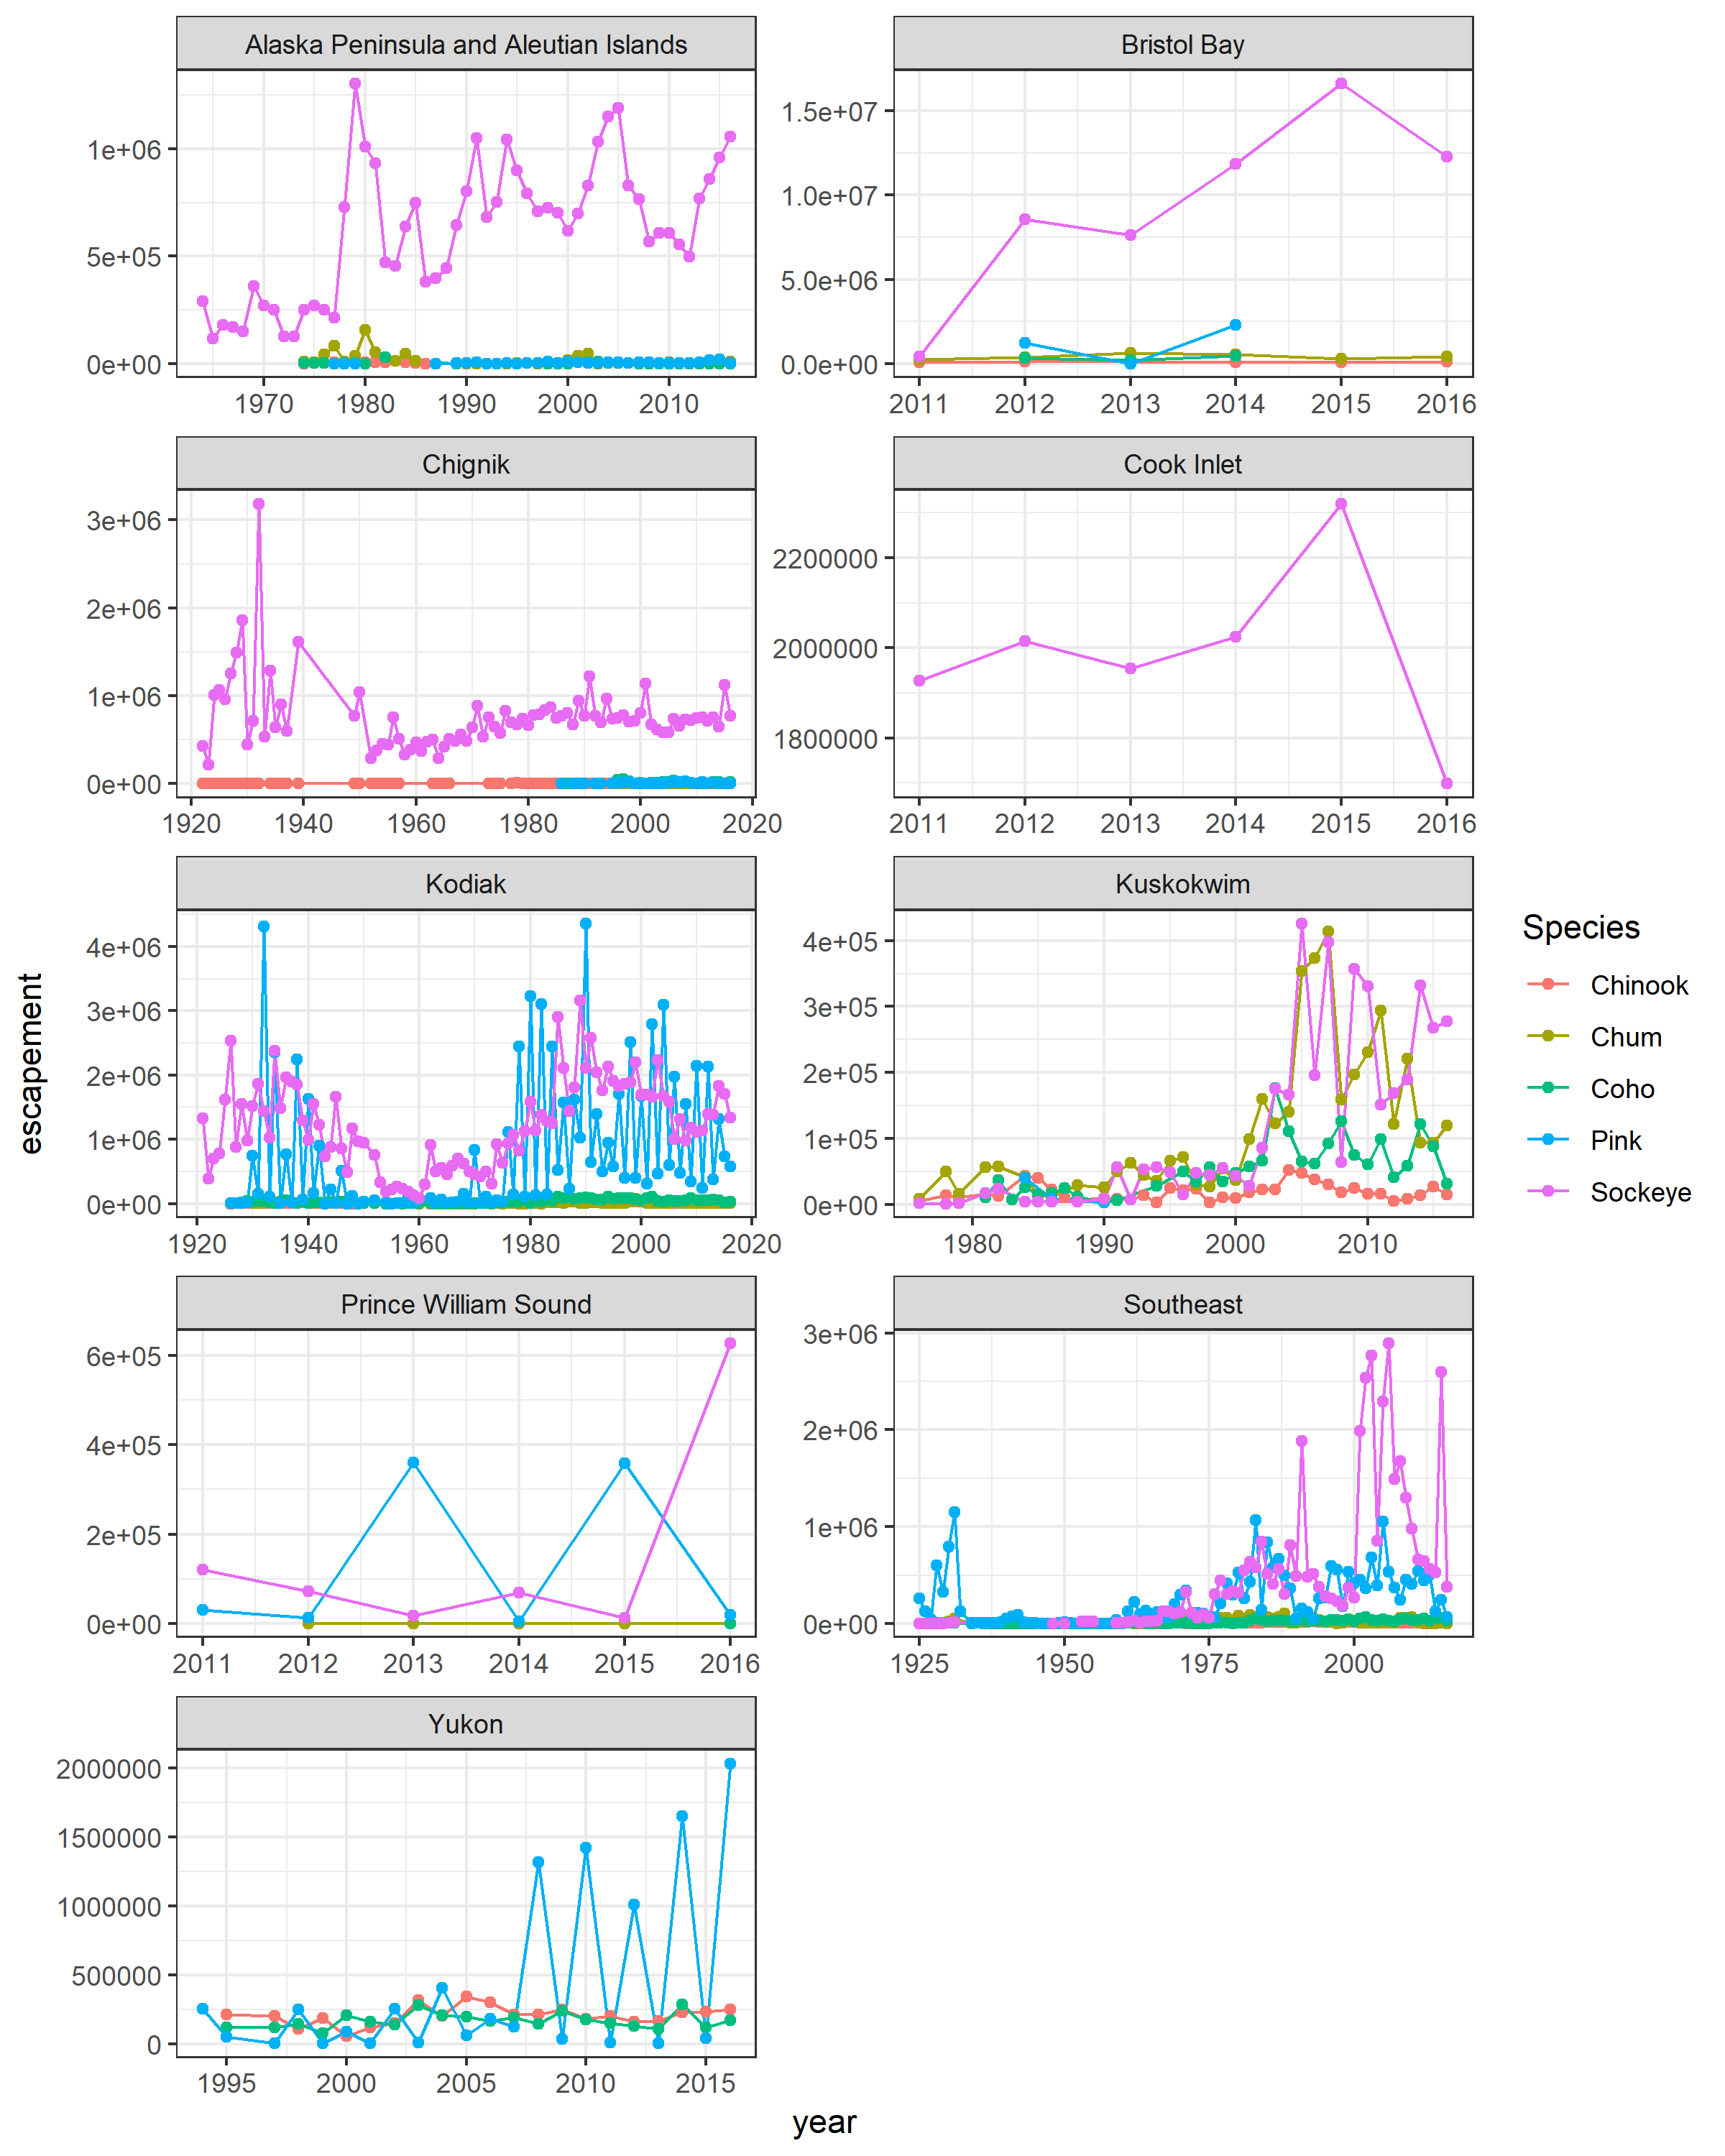 Alaska Peninsula and Aleutian Islands
Bristol Bay
1e+06
5e+05
0e+00
1970 1980 1990 2000 2010
1.5e+07
1.0e+07
5.0e+06
0.0e+00
2011 2012 2013 2014 2015 2016
Chignik
Cook Inlet
3e+06
2e+06
1e+06
0e+00
1920 1940 1960 1980 2000 2020
2200000
2000000
1800000
2011 2012 2013 2014 2015 2016
Kodiak
Kuskokwim
4e+06
3e+06
2e+06
1e+06
0e+00
1920 1940 1960 1980 2000 2020
4e+05
3e+05
2e+05
1e+05
0e+00
1980 1990 2000 2010
Prince William Sound
Southeast
6e+05
4e+05
2e+05
0e+00
2011 2012 2013 2014 2015 2016
3e+06
2e+06
1e+06
0e+00
1925 1950 1975 2000
Yukon
2000000
1500000
1000000
500000
0
1995 2000 2005 2010 2015
escapement
year
Species
Chinook
Chum
Coho
Pink
Sockeye